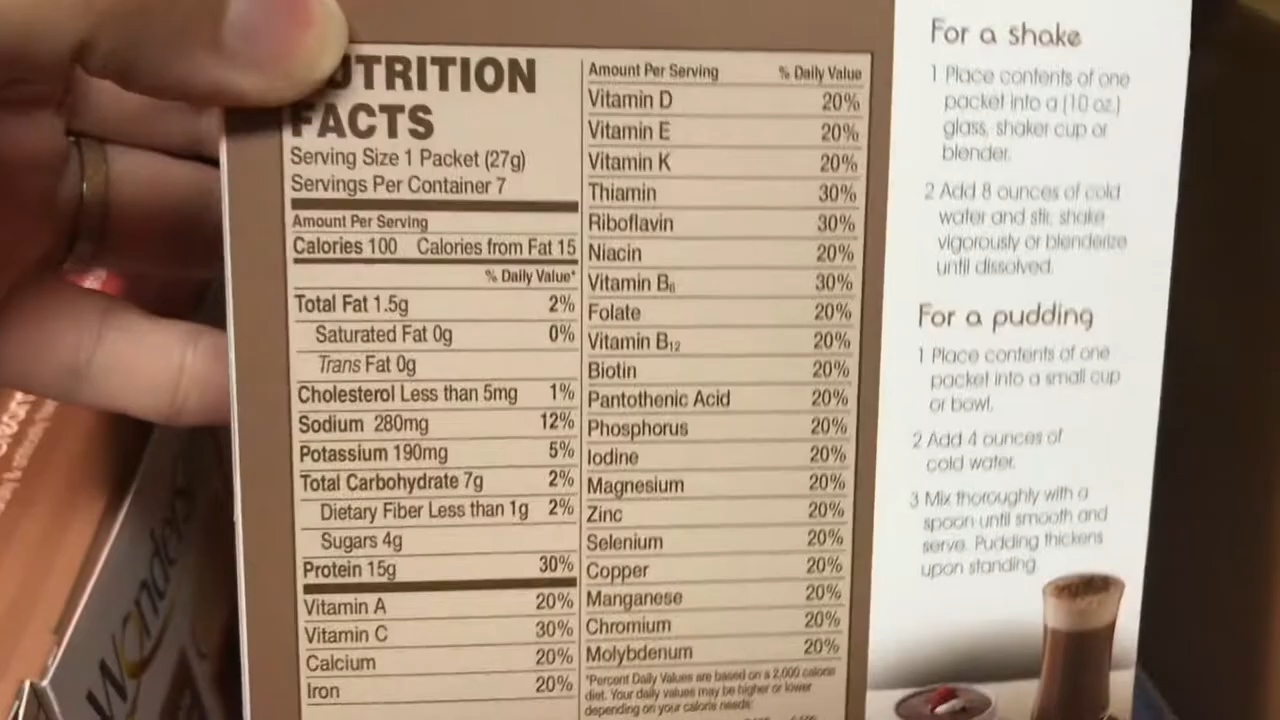 UTRITION
FACTS
Serving Size 1 Packet (27g)
Servings Per Container 7
Amount Per Serving
Calories 100 Calories from Fat 15
% Daily Value*
Total Fat 1.5g 2%
Saturated Fat 0g 0%
Trans Fat 0g
Cholesterol Less than 5mg 1%
Sodium 280mg 12%
Potassium 190mg 5%
Total Carbohydrate 7g 2%
Dietary Fiber Less than 1g 2%
Sugars 4g
Protein 15g 30%
Vitamin A 20%
Vitamin C 30%
Calcium 20%
Iron 20%
Amount Per Serving % Daily Value
Vitamin D 20%
Vitamin E 20%
Vitamin K 20%
Thiamin 30%
Riboflavin 30%
Niacin 20%
Vitamin B6 30%
Folate 20%
Vitamin B12 20%
Biotin 20%
Pantothenic Acid 20%
Phosphorus 20%
Iodine 20%
Magnesium 20%
Zinc 20%
Selenium 20%
Copper 20%
Manganese 20%
Chromium 20%
Molybdenum 20%
*Percent Daily Values are based on a 2,000 calorie
diet. Your daily values may be higher or lower
depending on your calorie needs:
For a shake
1 Place contents of one
packet into a (10 oz.)
glass, shaker cup or
blender.
2 Add 8 ounces of cold
water and stir, shake
vigorously or blenderize
until dissolved.
For a pudding
1 Place contents of one
packet into a small cup
or bowl.
2 Add 4 ounces of
cold water.
3 Mix thoroughly with a
spoon until smooth and
serve. Pudding thickens
upon standing.
wonders